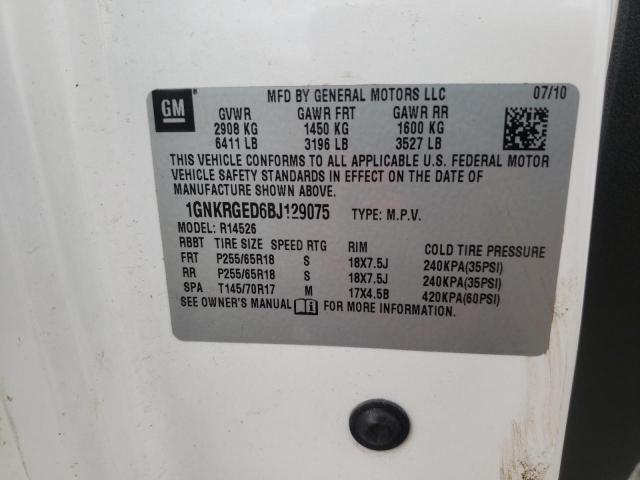 GM
MFD BY GENERAL MOTORS LLC 07/10
GVWR GAWR FRT GAWR RR
2908 KG 1450 KG 1600 KG
6411 LB 3196 LB 3527 LB
THIS VEHICLE CONFORMS TO ALL APPLICABLE U.S. FEDERAL MOTOR
VEHICLE SAFETY STANDARDS IN EFFECT ON THE DATE OF
MANUFACTURE SHOWN ABOVE.
1GNKRGED6BJ129075 TYPE: M.P.V.
MODEL: R14526
RBBT TIRE SIZE SPEED RTG RIM COLD TIRE PRESSURE
FRT P255/65R18 S 18X7.5J 240KPA(35PSI)
RR P255/65R18 S 18X7.5J 240KPA(35PSI)
SPA T145/70R17 M 17X4.5B 420KPA(60PSI)
SEE OWNER'S MANUAL FOR MORE INFORMATION.